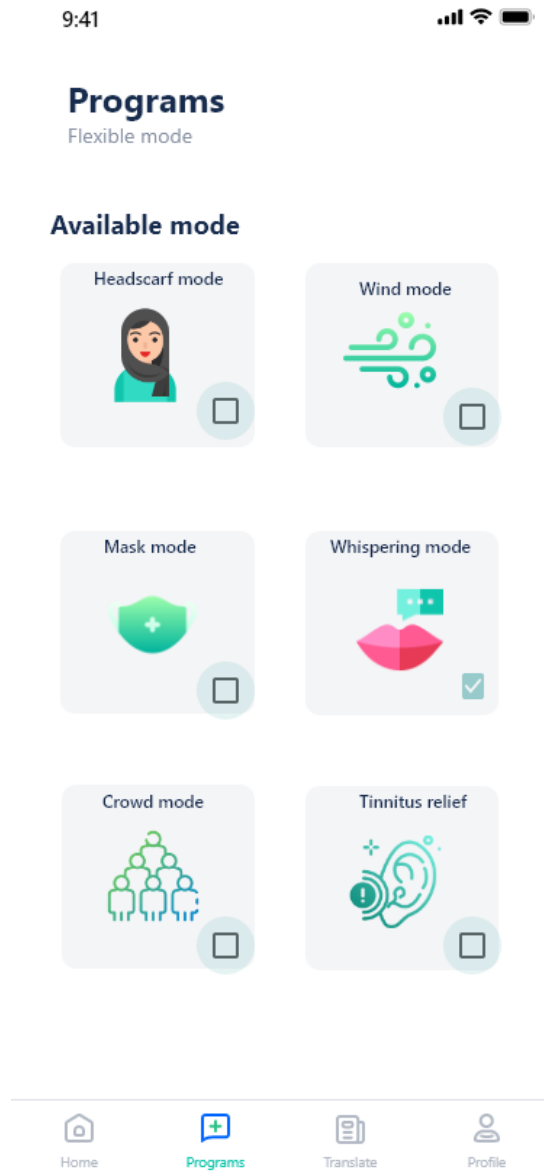 9:41
Programs
Flexible mode
Available mode
Headscarf mode
Wind mode
Mask mode
Whispering mode
Crowd mode
Tinnitus relief
Home
Programs
Translate
Profile